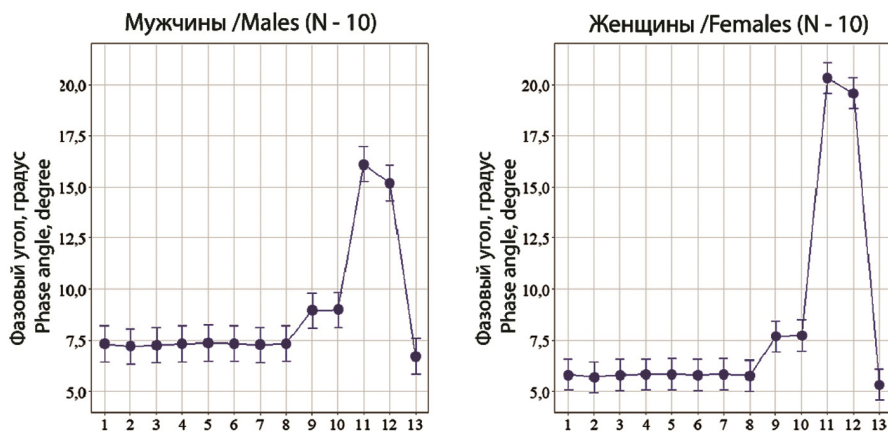 Мужчины /Males (N - 10)
Фазовый угол, градус
Phase angle, degree
20,0
17,5
15,0
12,5
10,0
7,5
5,0
1 2 3 4 5 6 7 8 9 10 11 12 13
Женщины /Females (N - 10)
Фазовый угол, градус
Phase angle, degree
20,0
17,5
15,0
12,5
10,0
7,5
5,0
1 2 3 4 5 6 7 8 9 10 11 12 13